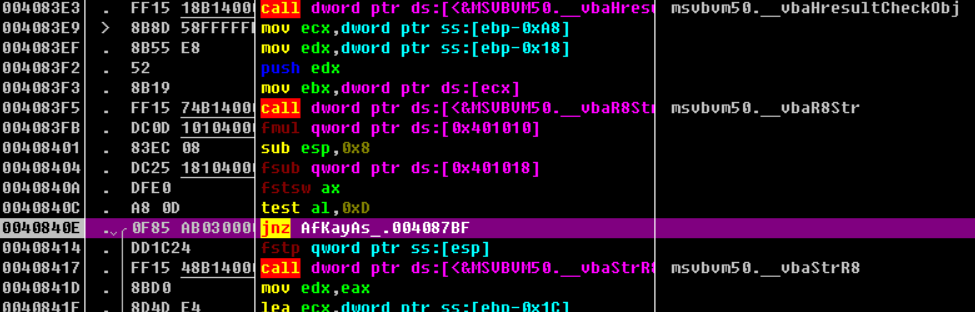 004083E3 . FF15 18B1400 call dword ptr ds:[<&MSVBVM50.__vbaHresu msvbvm50.__vbaHresultCheckObj
004083E9 > 8B8D 58FFFFF mov ecx,dword ptr ss:[ebp-0xA8]
004083EF . 8B55 E8 mov edx,dword ptr ss:[ebp-0x18]
004083F2 . 52 push edx
004083F3 . 8B19 mov ebx,dword ptr ds:[ecx]
004083F5 . FF15 74B1400 call dword ptr ds:[<&MSVBVM50.__vbaR8Str msvbvm50.__vbaR8Str
004083FB . DC0D 1010400 fmul qword ptr ds:[0x401010]
00408401 . 83EC 08 sub esp,0x8
00408404 . DC25 1810400 fsub qword ptr ds:[0x401018]
0040840A . DFE0 fstsw ax
0040840C . A8 0D test al,0xD
0040840E . 0F85 AB03000 jnz AfKayAs_.004087BF
00408414 . DD1C24 fstp qword ptr ss:[esp]
00408417 . FF15 48B1400 call dword ptr ds:[<&MSVBVM50.__vbaStrR8 msvbvm50.__vbaStrR8
0040841D . 8BD0 mov edx,eax
0040841F . 8D4D E4 lea ecx,dword ptr ss:[ebp-0x1C]